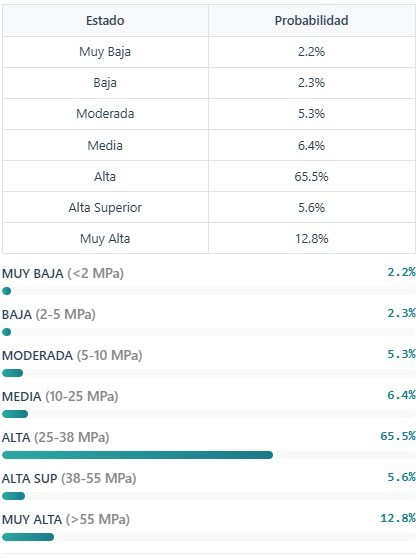 Estado Probabilidad
Muy Baja 2.2%
Baja 2.3%
Moderada 5.3%
Media 6.4%
Alta 65.5%
Alta Superior 5.6%
Muy Alta 12.8%
MUY BAJA (<2 MPa) 2.2%
BAJA (2-5 MPa) 2.3%
MODERADA (5-10 MPa) 5.3%
MEDIA (10-25 MPa) 6.4%
ALTA (25-38 MPa) 65.5%
ALTA SUP (38-55 MPa) 5.6%
MUY ALTA (>55 MPa) 12.8%